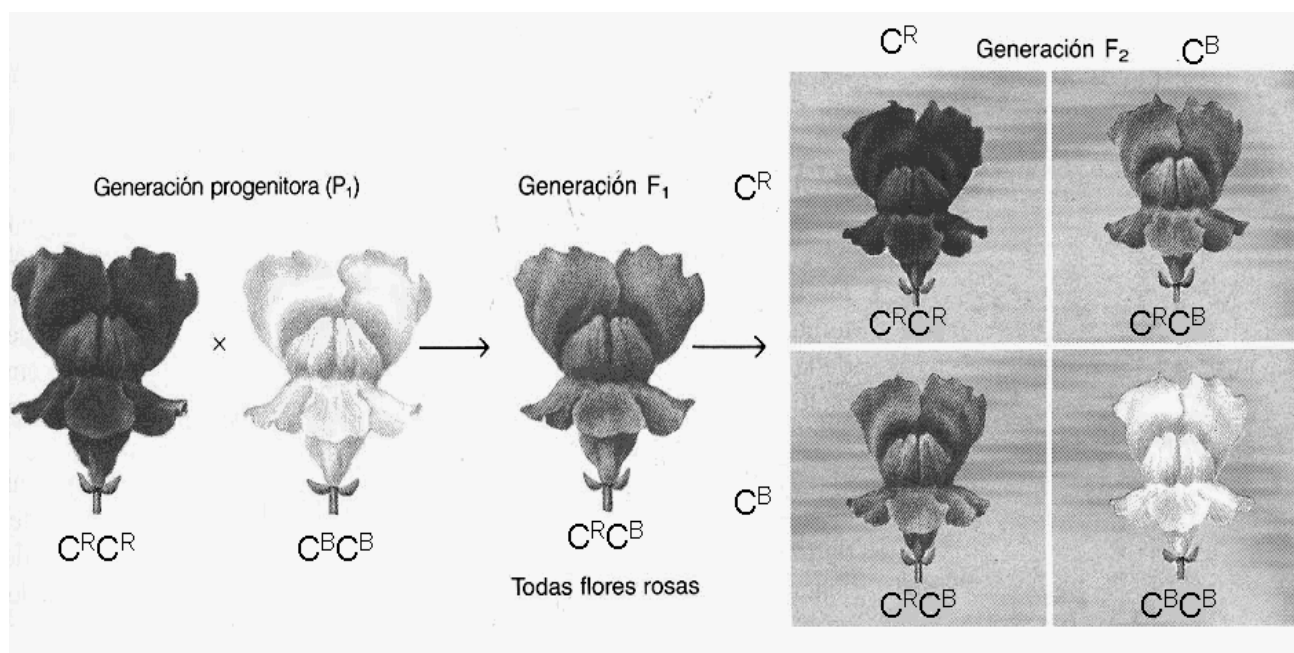 Generación progenitora (P₁)
×
CᴿCᴿ
CᴮCᴮ
Generación F₁
CᴿCᴮ
Todas flores rosas
Generación F₂
Cᴿ
Cᴮ
Cᴿ
CᴿCᴿ
CᴿCᴮ
Cᴮ
CᴿCᴮ
CᴮCᴮ